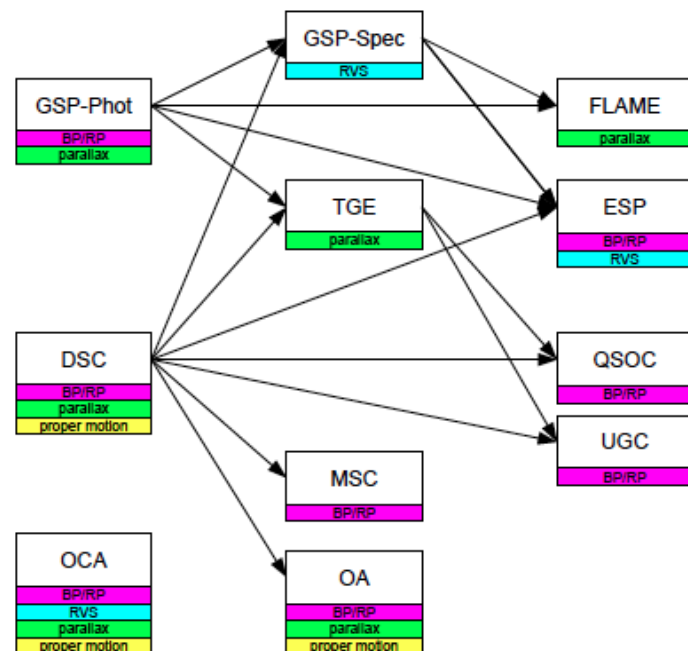 GSP-Spec
RVS
GSP-Phot
BP/RP
parallax
FLAME
parallax
TGE
parallax
ESP
BP/RP
RVS
DSC
BP/RP
parallax
proper motion
QSOC
BP/RP
UGC
BP/RP
MSC
BP/RP
OCA
BP/RP
RVS
parallax
proper motion
OA
BP/RP
parallax
proper motion